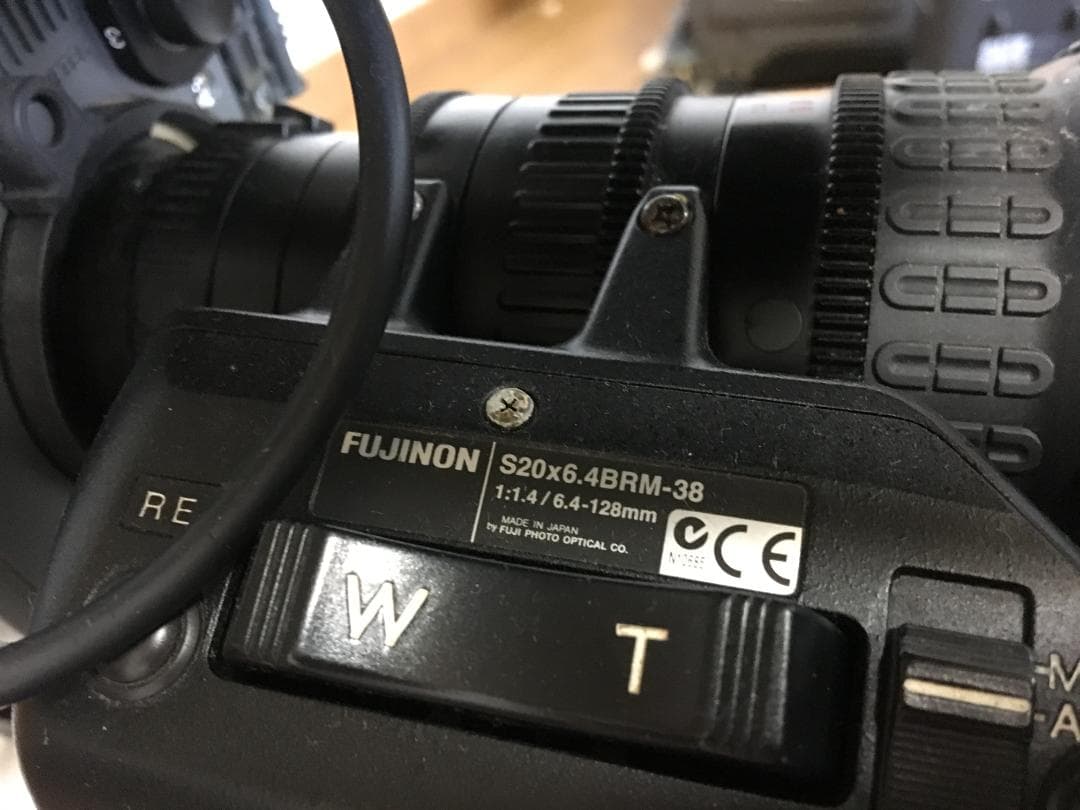 3
FUJINON
S20x6.4BRM-38
1:1.4 / 6.4-128mm
MADE IN JAPAN
by FUJI PHOTO OPTICAL CO.
CE
RE
W T
M
A